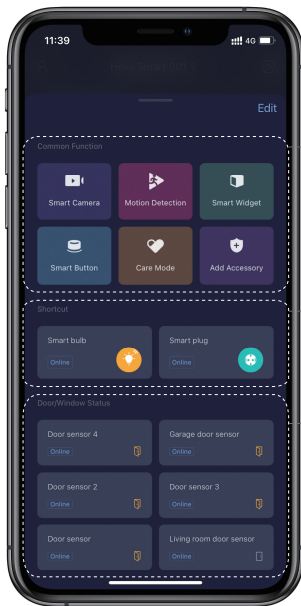 11:39
4G
Edit
Common Function
Smart Camera
Motion Detection
Smart Widget
Smart Button
Care Mode
Add Accessory
Shortcut
Smart bulb
Online
Smart plug
Online
Door/Window Status
Door sensor 4
Online
Garage door sensor
Online
Door sensor 2
Online
Door sensor 3
Online
Door sensor
Online
Living room door sensor
Online